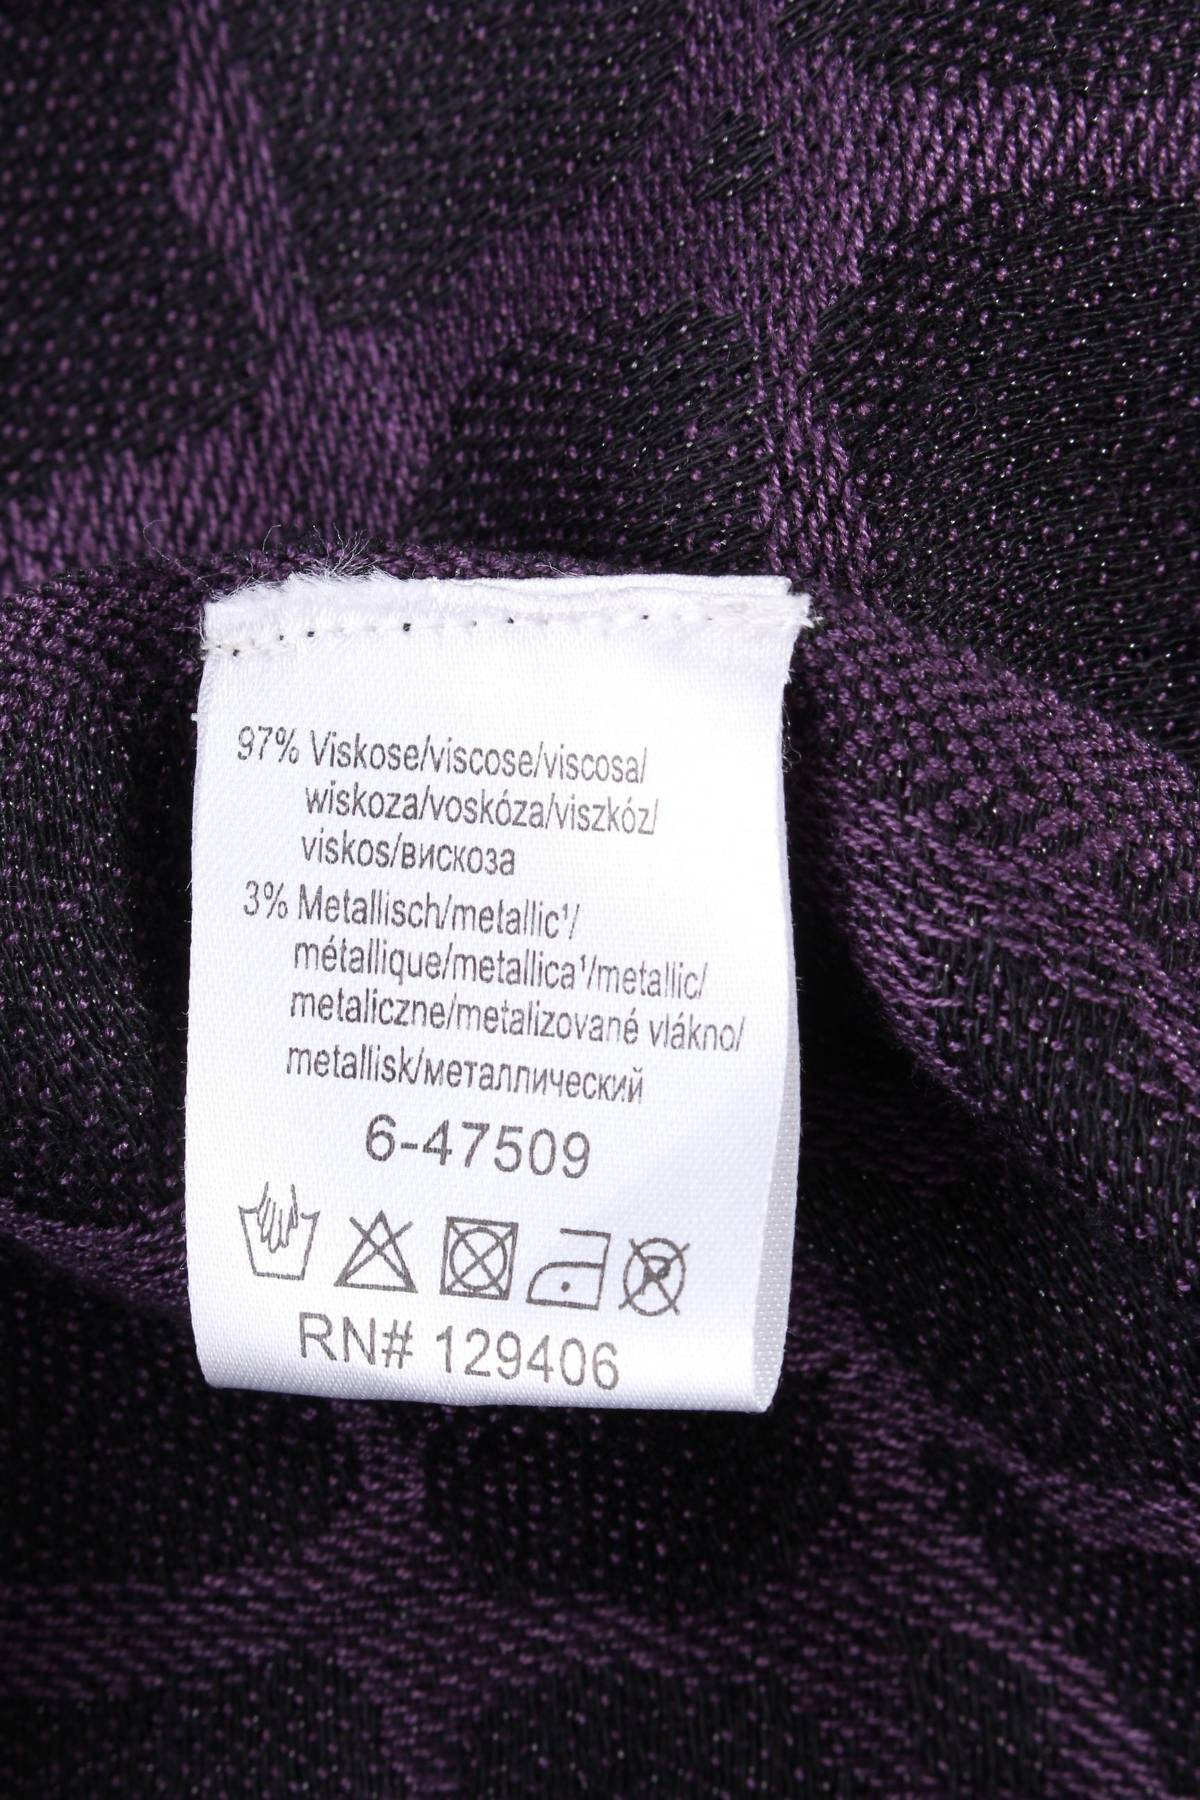 97% Viskose/viscose/viscosa/
wiskoza/voskóza/viszkóz/
viskos/вискоза
3% Metallisch/metallic¹/
métallique/metallica¹/metallic/
metaliczne/metalizované vlákno/
metallisk/металлический
6-47509
RN# 129406